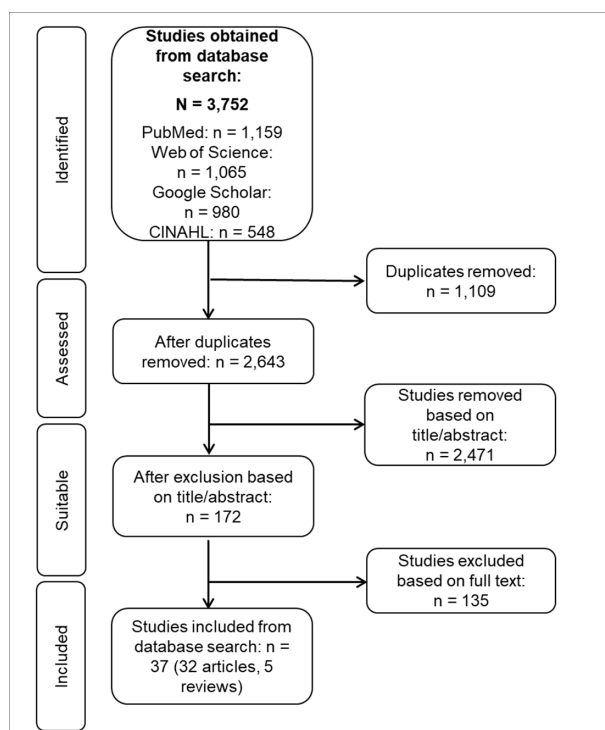 Identified
Studies obtained
from database
search:
N = 3,752
PubMed: n = 1,159
Web of Science:
n = 1,065
Google Scholar:
n = 980
CINAHL: n = 548
Duplicates removed:
n = 1,109
Assessed
After duplicates
removed: n = 2,643
Studies removed
based on
title/abstract:
n = 2,471
Suitable
After exclusion based
on title/abstract:
n = 172
Studies excluded
based on full text:
n = 135
Included
Studies included from
database search: n =
37 (32 articles, 5
reviews)